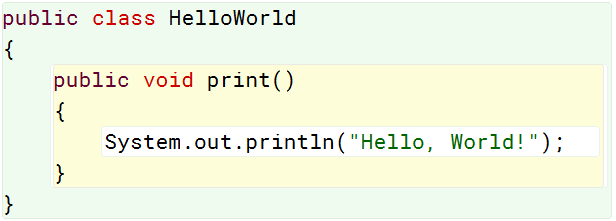 public class HelloWorld
{
    public void print()
    {
        System.out.println("Hello, World!");
    }
}